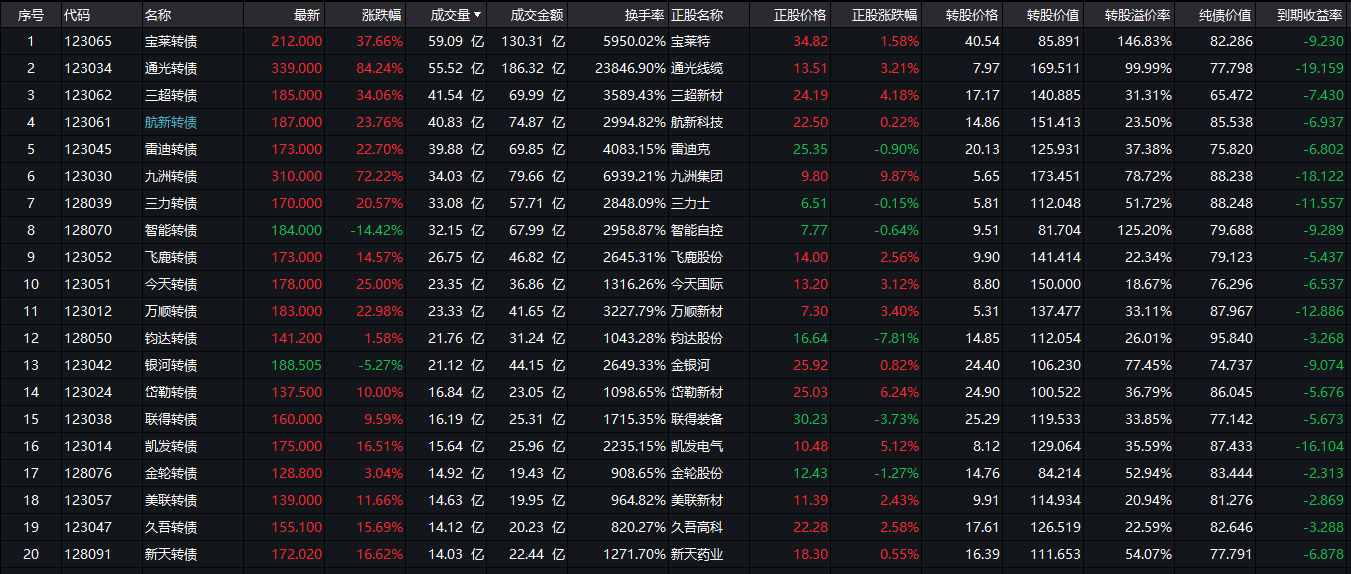 序号 代码 名称 最新 涨跌幅 成交量 成交金额 换手率 正股名称 正股价格 正股涨跌幅 转股价格 转股价值 转股溢价率 纯债价值 到期收益率
1 123065 宝莱转债 212.000 37.66% 59.09 亿 130.31 亿 5950.02% 宝莱特 34.82 1.58% 40.54 85.891 146.83% 82.286 -9.230
2 123034 通光转债 339.000 84.24% 55.52 亿 186.32 亿 23846.90% 通光线缆 13.51 3.21% 7.97 169.511 99.99% 77.798 -19.159
3 123062 三超转债 185.000 34.06% 41.54 亿 69.99 亿 3589.43% 三超新材 24.19 4.18% 17.17 140.885 31.31% 65.472 -7.430
4 123061 航新转债 187.000 23.76% 40.83 亿 74.87 亿 2994.82% 航新科技 22.50 0.22% 14.86 151.413 23.50% 85.538 -6.937
5 123045 雷迪转债 173.000 22.70% 39.88 亿 69.85 亿 4083.15% 雷迪克 25.35 -0.90% 20.13 125.931 37.38% 75.820 -6.802
6 123030 九洲转债 310.000 72.22% 34.03 亿 79.66 亿 6939.21% 九洲集团 9.80 9.87% 5.65 173.451 78.72% 88.238 -18.122
7 128039 三力转债 170.000 20.57% 33.08 亿 57.71 亿 2848.09% 三力士 6.51 -0.15% 5.81 112.048 51.72% 88.248 -11.557
8 128070 智能转债 184.000 -14.42% 32.15 亿 67.99 亿 2958.87% 智能自控 7.77 -0.64% 9.51 81.704 125.20% 79.688 -9.289
9 123052 飞鹿转债 173.000 14.57% 26.75 亿 46.82 亿 2645.31% 飞鹿股份 14.00 2.56% 9.90 141.414 22.34% 79.123 -5.437
10 123051 今天转债 178.000 25.00% 23.35 亿 36.86 亿 1316.26% 今天国际 13.20 3.12% 8.80 150.000 18.67% 76.296 -6.537
11 123012 万顺转债 183.000 22.98% 23.33 亿 41.65 亿 3227.79% 万顺新材 7.30 3.40% 5.31 137.477 33.11% 87.967 -12.886
12 128050 钧达转债 141.200 1.58% 21.76 亿 31.24 亿 1043.28% 钧达股份 16.64 -7.81% 14.85 112.054 26.01% 95.840 -3.268
13 123042 银河转债 188.505 -5.27% 21.12 亿 44.15 亿 2649.33% 金银河 25.92 0.82% 24.40 106.230 77.45% 74.737 -9.074
14 123024 岱勒转债 137.500 10.00% 16.84 亿 23.05 亿 1098.65% 岱勒新材 25.03 6.24% 24.90 100.522 36.79% 86.045 -5.676
15 123038 联得转债 160.000 9.59% 16.19 亿 25.31 亿 1715.35% 联得装备 30.23 -3.73% 25.29 119.533 33.85% 77.142 -5.673
16 123014 凯发转债 175.000 16.51% 15.64 亿 25.96 亿 2235.15% 凯发电气 10.48 5.12% 8.12 129.064 35.59% 87.433 -16.104
17 128076 金轮转债 128.800 3.04% 14.92 亿 19.43 亿 908.65% 金轮股份 12.43 -1.27% 14.76 84.214 52.94% 83.444 -2.313
18 123057 美联转债 139.000 11.66% 14.63 亿 19.95 亿 964.82% 美联新材 11.39 2.43% 9.91 114.934 20.94% 81.276 -2.869
19 123047 久吾转债 155.100 15.69% 14.12 亿 20.23 亿 820.27% 久吾高科 22.28 2.58% 17.61 126.519 22.59% 82.646 -3.288
20 128091 新天转债 172.020 16.62% 14.03 亿 22.44 亿 1271.70% 新天药业 18.30 0.55% 16.39 111.653 54.07% 77.791 -6.878